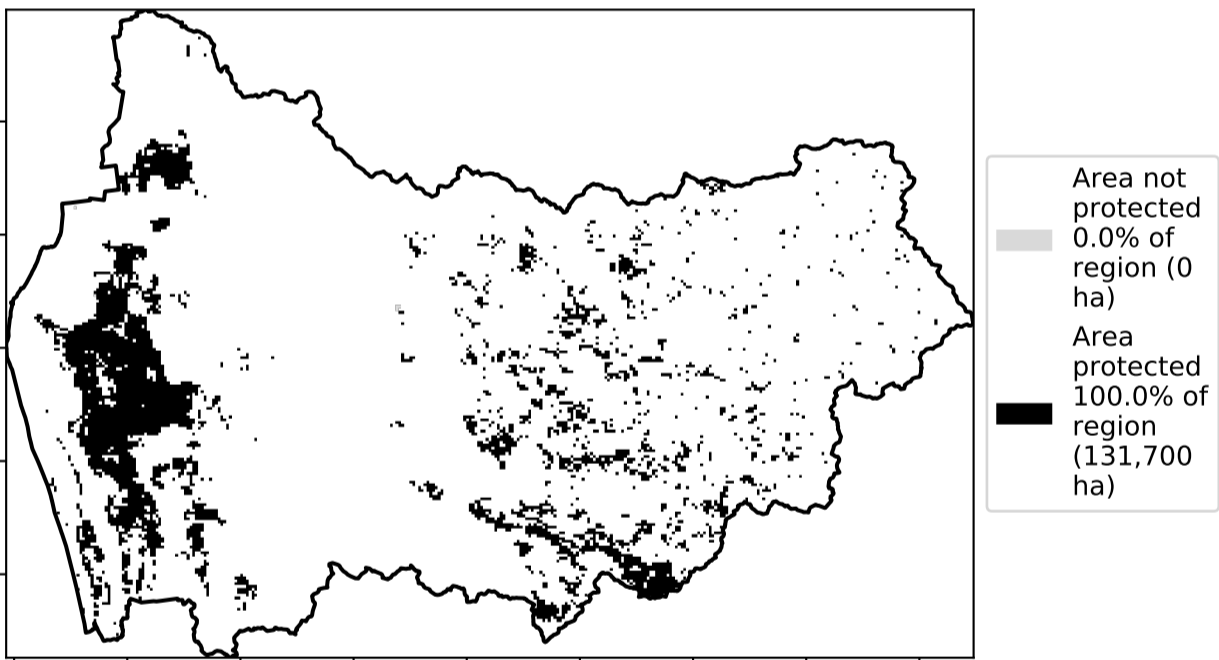 Area not
protected
0.0% of
region (0
ha)
Area
protected
100.0% of
region
(131,700
ha)